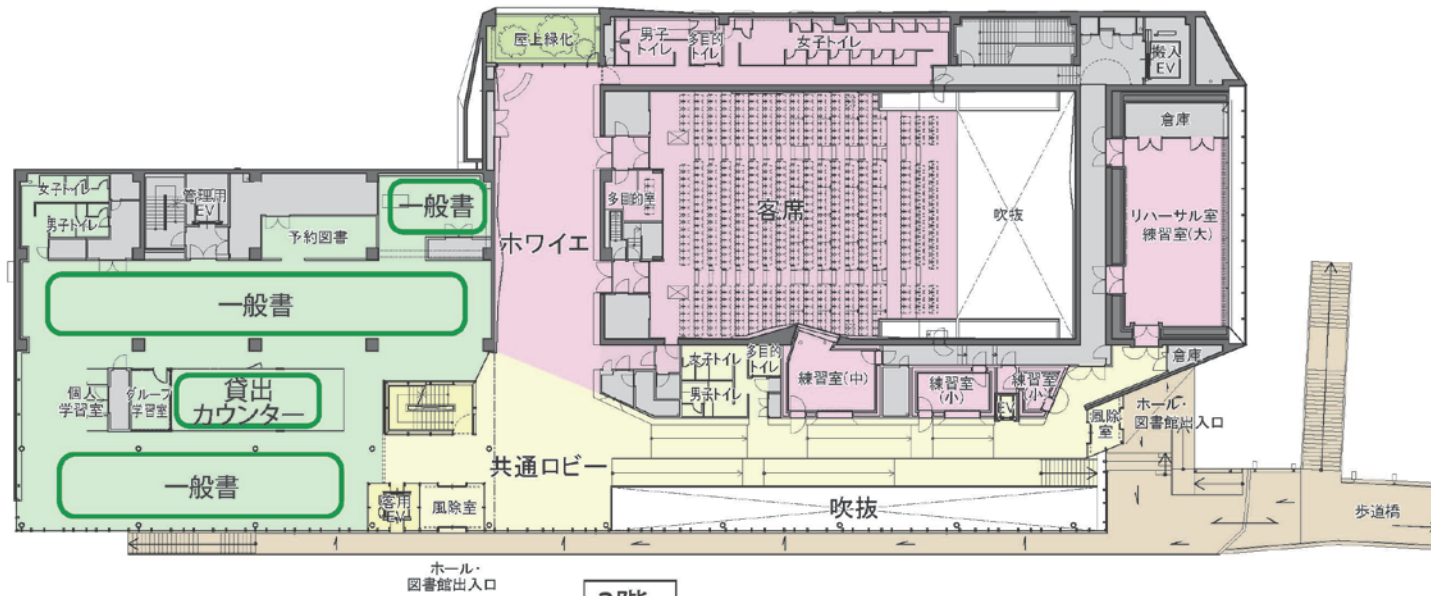 屋上緑化
男子
トイレ
多目的
トイレ
女子トイレ
搬入
EV
倉庫
女子トイレ
男子トイレ
管理用
EV
予約図書
一般書
ホワイエ
多目的室
客席
吹抜
リハーサル室
練習室(大)
一般書
個人
学習室
グループ
学習室
貸出
カウンター
女子トイレ
男子トイレ
多目的
トイレ
練習室(中)
練習室
(小)
EV
練習室
(小)
倉庫
風除
室
ホール・
図書館出入口
一般書
共通ロビー
客用
EV
風除室
吹抜
歩道橋
ホール・
図書館出入口